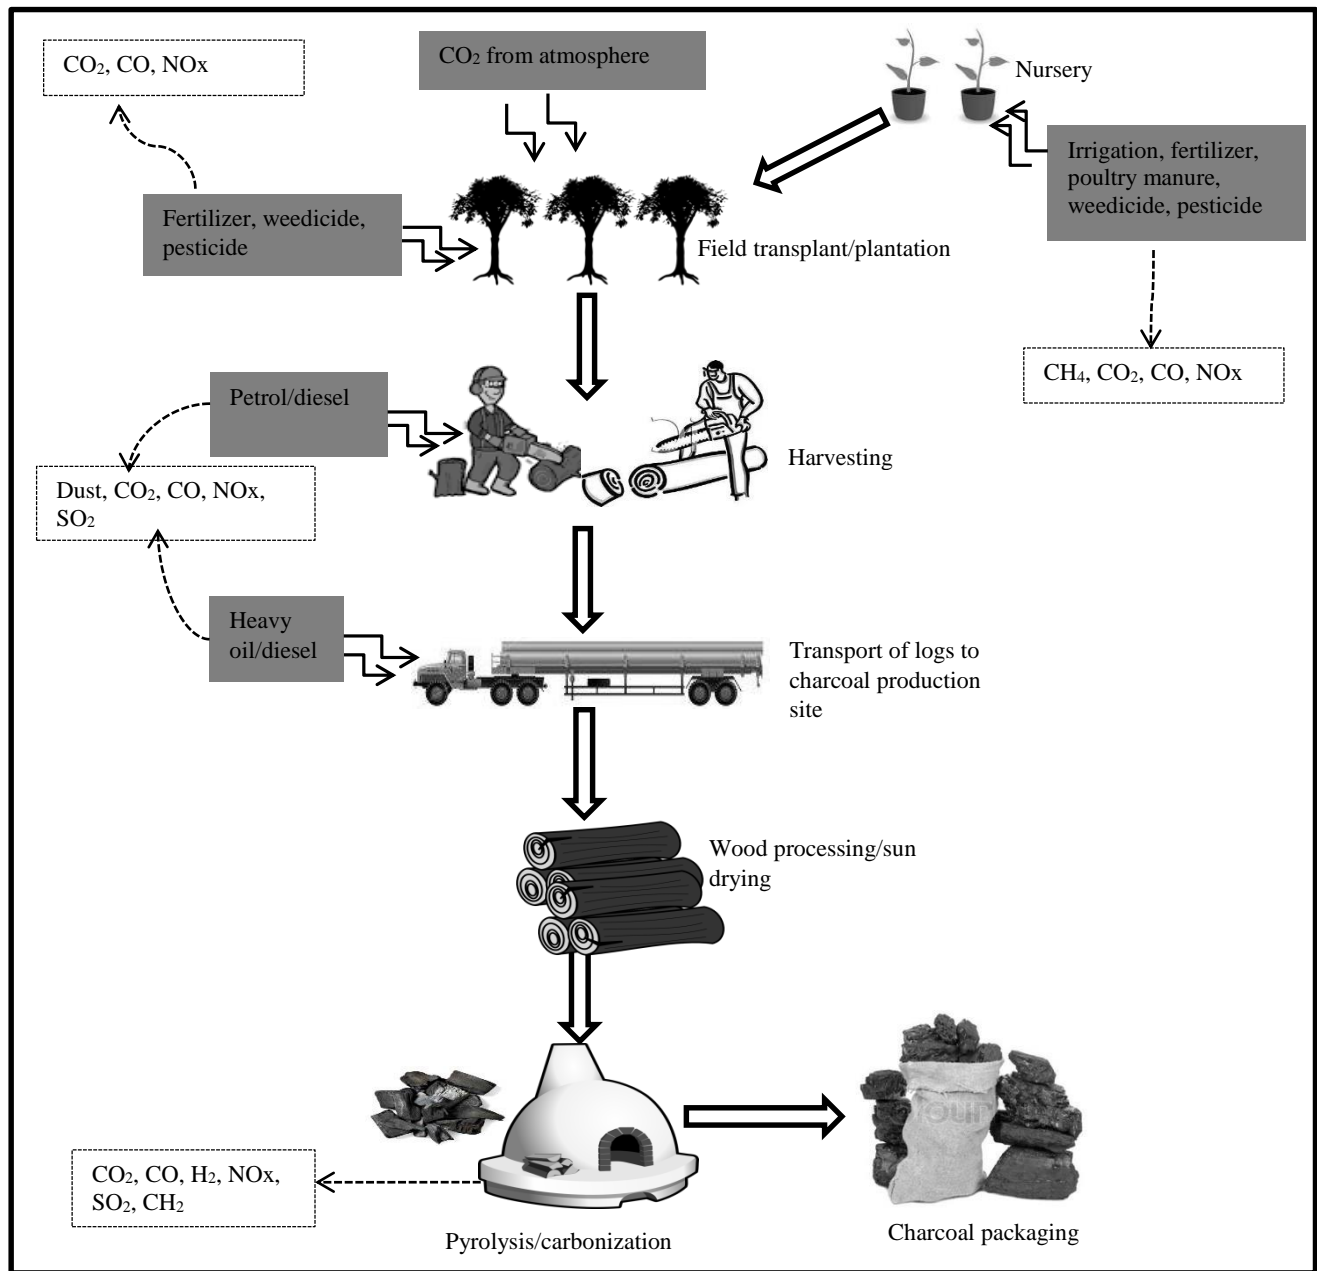 CO₂, CO, NOx
CO₂ from atmosphere
Nursery
Irrigation, fertilizer,
poultry manure,
weedicide, pesticide
Fertilizer, weedicide,
pesticide
Field transplant/plantation
CH₄, CO₂, CO, NOx
Petrol/diesel
Harvesting
Dust, CO₂, CO, NOx,
SO₂
Heavy
oil/diesel
Transport of logs to
charcoal production
site
Wood processing/sun
drying
CO₂, CO, H₂, NOx,
SO₂, CH₂
Pyrolysis/carbonization
Charcoal packaging